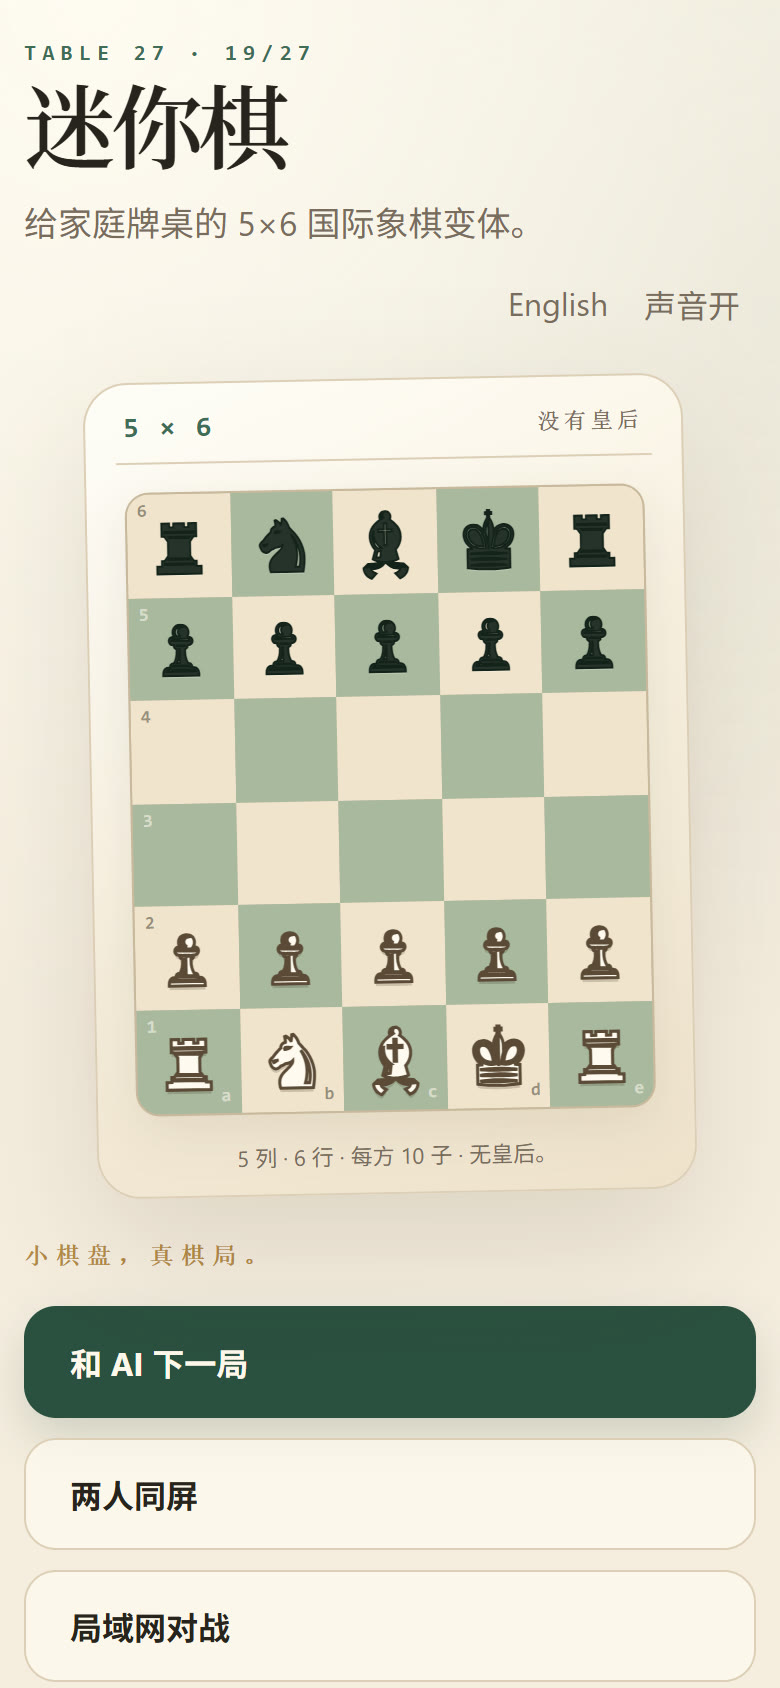 TABLE 27 · 19/27
迷你棋
给家庭牌桌的 5×6 国际象棋变体。
English 声音开
5 × 6 没有皇后
6
5
4
3
2
1
a b c d e
5 列 · 6 行 · 每方 10 子 · 无皇后。
小棋盘，真棋局。
和 AI 下一局
两人同屏
局域网对战